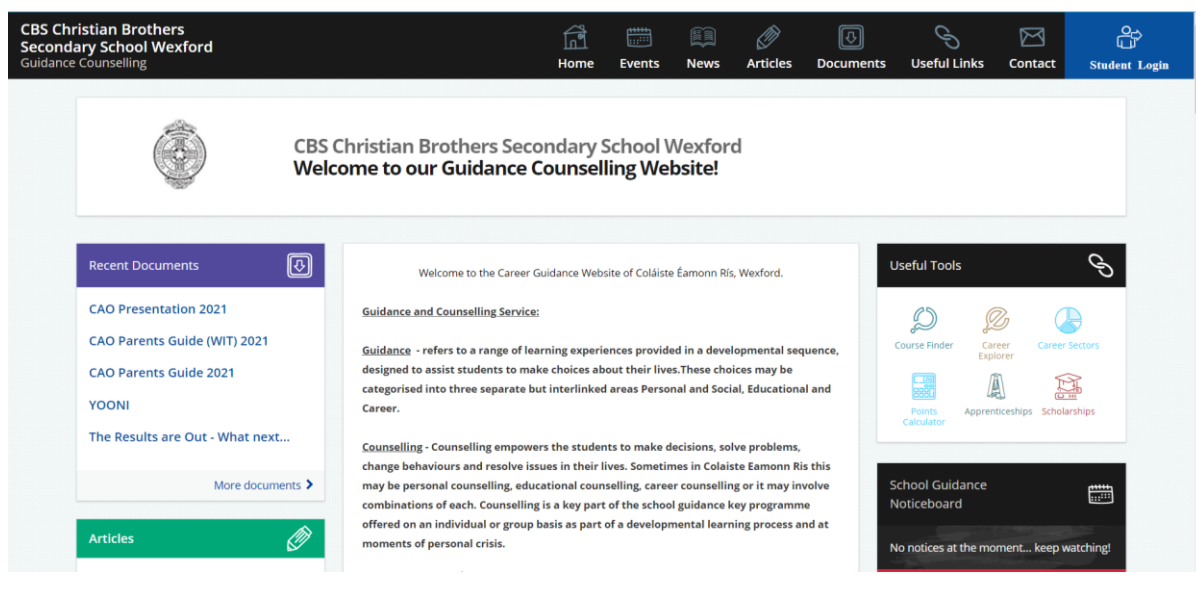 CBS Christian Brothers
Secondary School Wexford
Guidance Counselling
Home
Events
News
Articles
Documents
Useful Links
Contact
Student Login
CBS Christian Brothers Secondary School Wexford
Welcome to our Guidance Counselling Website!
Recent Documents
CAO Presentation 2021
CAO Parents Guide (WIT) 2021
CAO Parents Guide 2021
YOONI
The Results are Out - What next...
More documents
Articles
Welcome to the Career Guidance Website of Coláiste Éamonn Rís, Wexford.
Guidance and Counselling Service:
Guidance - refers to a range of learning experiences provided in a developmental sequence,
designed to assist students to make choices about their lives.These choices may be
categorised into three separate but interlinked areas Personal and Social, Educational and
Career.
Counselling - Counselling empowers the students to make decisions, solve problems,
change behaviours and resolve issues in their lives. Sometimes in Colaiste Eamonn Ris this
may be personal counselling, educational counselling, career counselling or it may involve
combinations of each. Counselling is a key part of the school guidance key programme
offered on an individual or group basis as part of a developmental learning process and at
moments of personal crisis.
Useful Tools
Course Finder
Career
Explorer
Career Sectors
Points
Calculator
Apprenticeships
Scholarships
School Guidance
Noticeboard
No notices at the moment... keep watching!